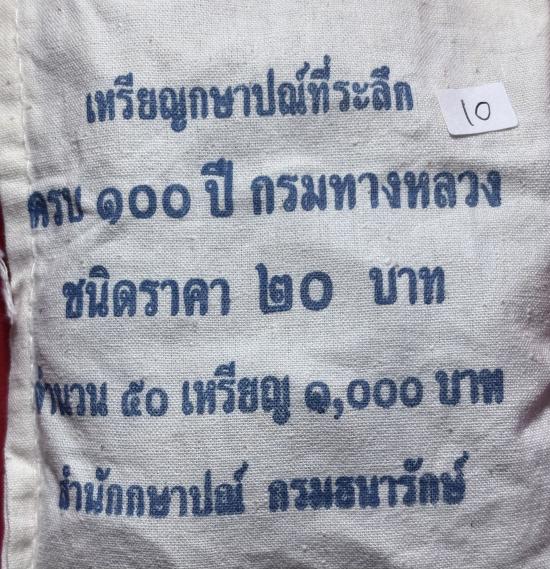 เหรียญกษาปณ์ที่ระลึก
10
ครบ ๑๐๐ ปี กรมทางหลวง
ชนิดราคา ๒๐ บาท
จำนวน ๕๐ เหรียญ ๑,๐๐๐ บาท
สำนักกษาปณ์ กรมธนารักษ์